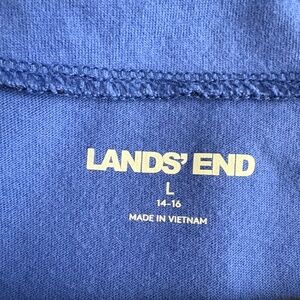 LANDS' END
L
14-16
MADE IN VIETNAM